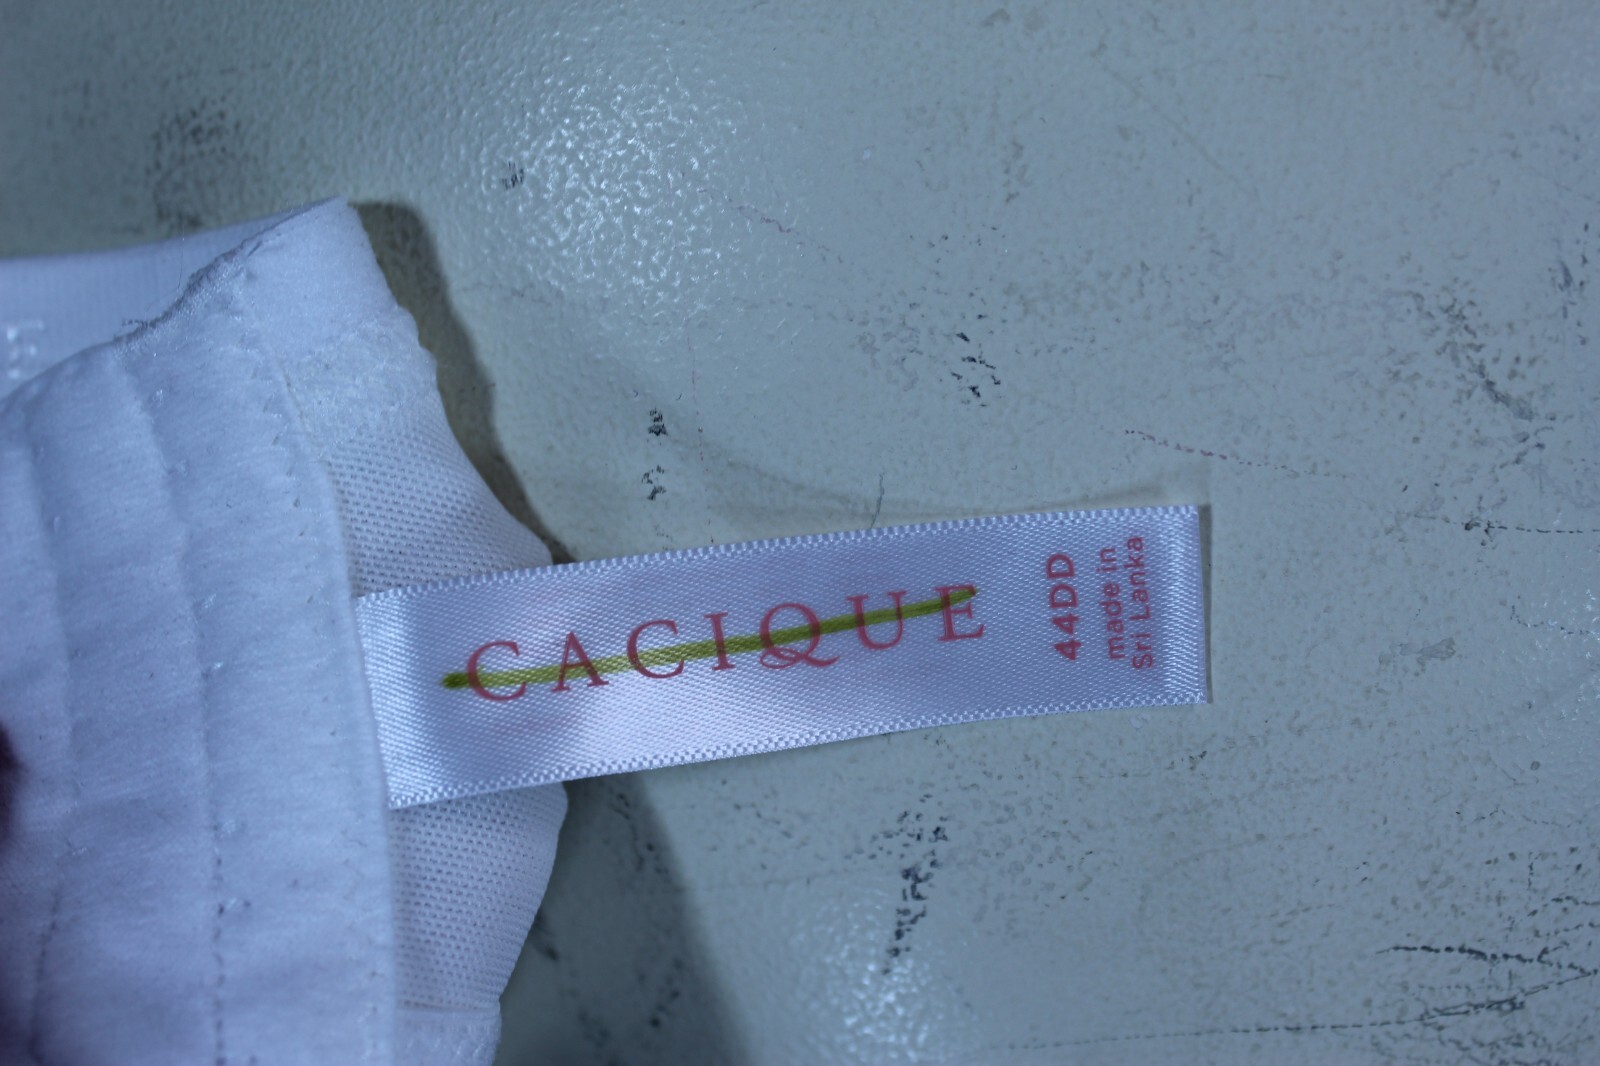 CACIQUE
44DD
made in
Sri Lanka